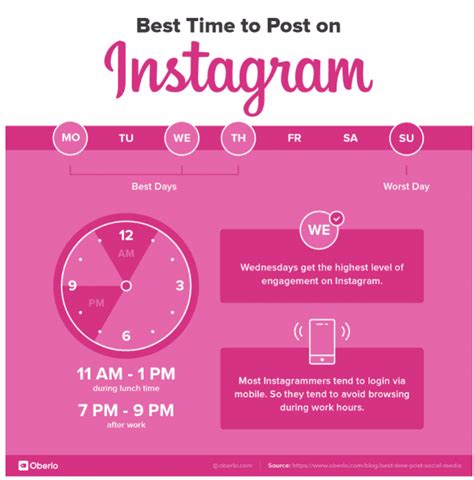 Best Time to Post on
Instagram
MO TU WE TH FR SA SU
Best Days
Worst Day
12
AM
9
3
PM
6
WE
Wednesdays get the highest level of
engagement on Instagram.
11 AM - 1 PM
during lunch time
7 PM - 9 PM
after work
Most Instagrammers tend to login via
mobile. So they tend to avoid browsing
during work hours.
Oberlo
© oberlo.com
Source: https://www.oberlo.com/blog/best-time-post-social-media